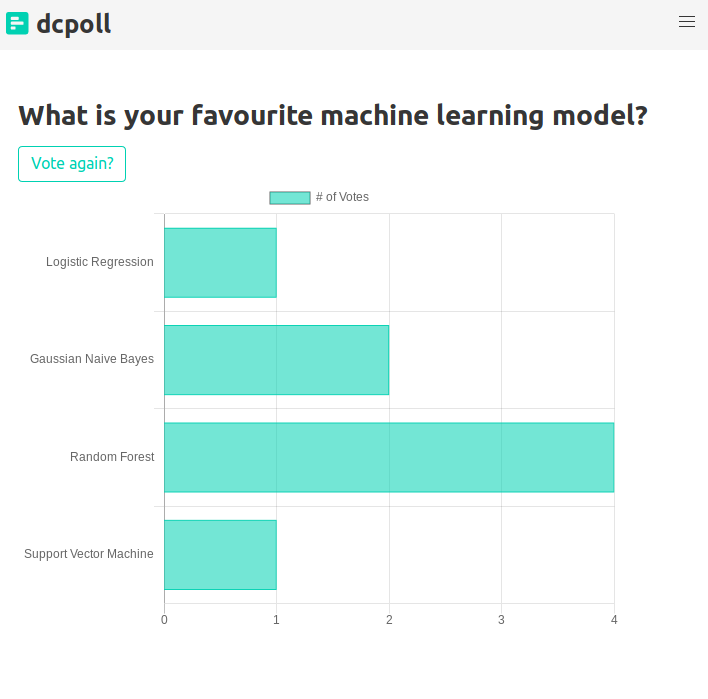 dcpoll
What is your favourite machine learning model?
Vote again?
# of Votes
Logistic Regression
Gaussian Naive Bayes
Random Forest
Support Vector Machine
0 1 2 3 4